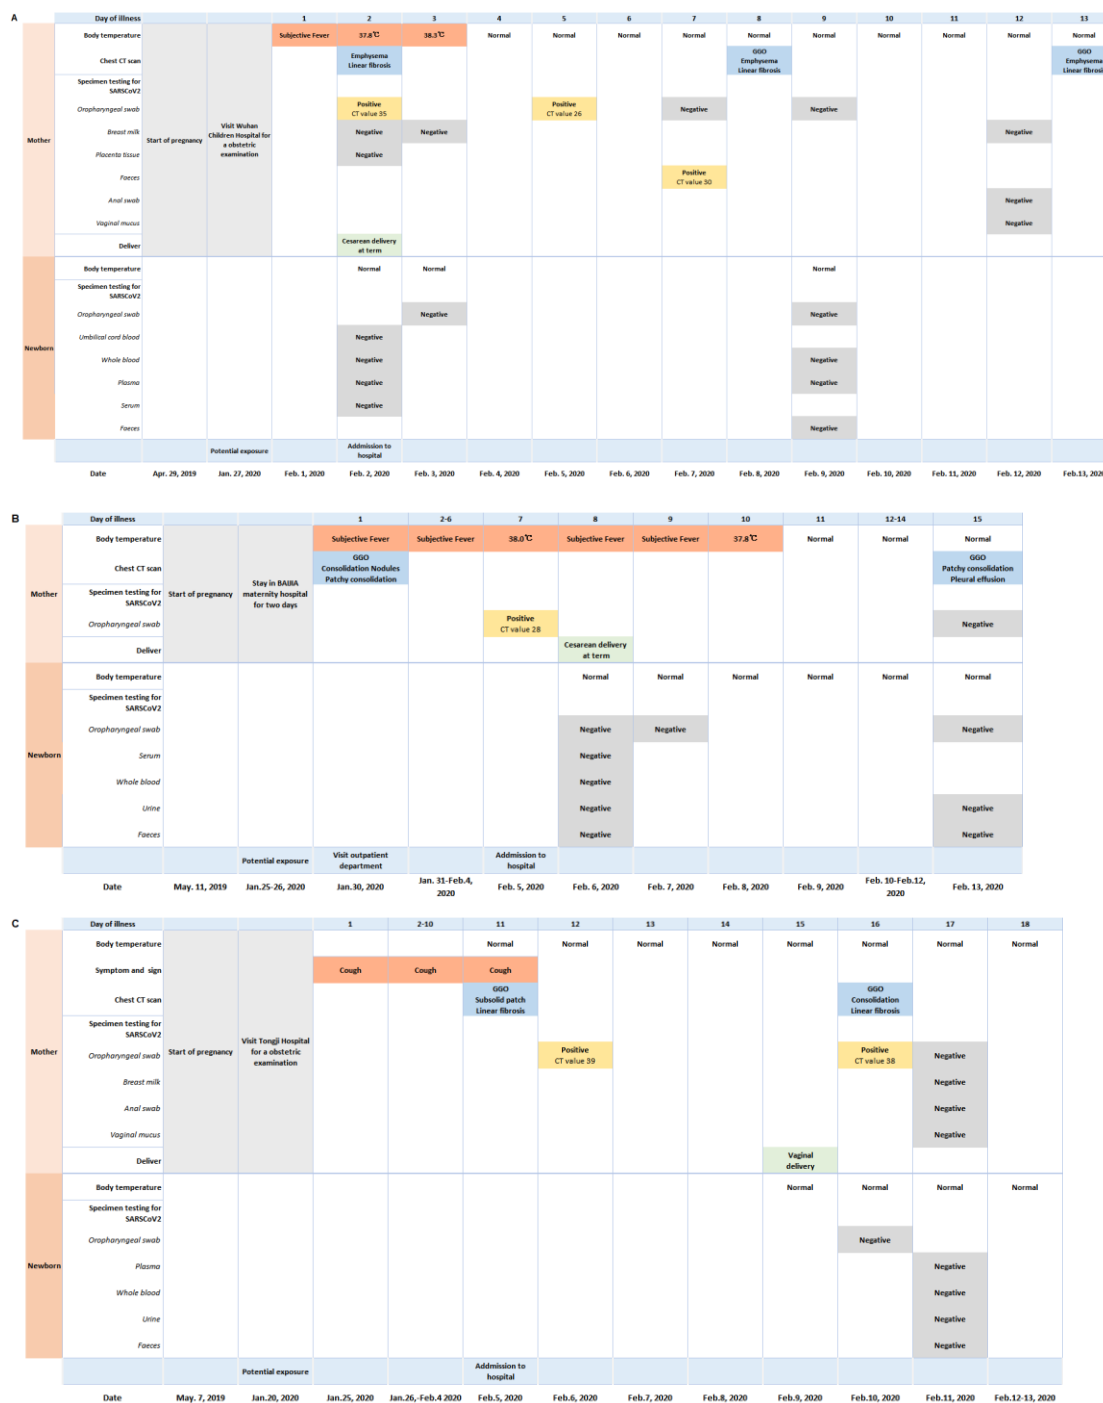 A
Day of illness 1 2 3 4 5 6 7 8 9 10 11 12 13
Body temperature Subjective Fever 37.8℃ 38.3℃ Normal Normal Normal Normal Normal Normal Normal Normal Normal Normal
Chest CT scan Emphysema GGO GGO
Linear fibrosis Emphysema Emphysema
Linear fibrosis Linear fibrosis
Specimen testing for
SARSCoV2
Oropharyngeal swab Positive Positive Negative Negative
CT value 35 CT value 26
Mother Start of pregnancy Visit Wuhan
Children Hospital for
a obstetric
examination
Breast milk Negative Negative Negative
Placenta tissue Negative
Faeces Positive
CT value 30
Anal swab Negative
Vaginal mucus Negative
Deliver Cesarean delivery
at term
Newborn
Body temperature Normal Normal Normal
Specimen testing for
SARSCoV2
Oropharyngeal swab Negative Negative
Umbilical cord blood Negative
Whole blood Negative Negative
Plasma Negative Negative
Serum Negative
Faeces Negative
Potential exposure Addmission to
hospital
Date Apr. 29, 2019 Jan. 27, 2020 Feb. 1, 2020 Feb. 2, 2020 Feb. 3, 2020 Feb. 4, 2020 Feb. 5, 2020 Feb. 6, 2020 Feb. 7, 2020 Feb. 8, 2020 Feb. 9, 2020 Feb. 10, 2020 Feb. 11, 2020 Feb. 12, 2020 Feb.13, 2020
B
Day of illness 1 2-6 7 8 9 10 11 12-14 15
Body temperature Subjective Fever Subjective Fever 38.0℃ Subjective Fever Subjective Fever 37.8℃ Normal Normal Normal
Chest CT scan GGO GGO
Consolidation Nodules Patchy consolidation
Patchy consolidation Pleural effusion
Mother Start of pregnancy Stay in BAIJIA
maternity hospital
for two days
Specimen testing for
SARSCoV2
Oropharyngeal swab Positive Negative
CT value 28
Deliver Cesarean delivery
at term
Newborn
Body temperature Normal Normal Normal Normal Normal Normal
Specimen testing for
SARSCoV2
Oropharyngeal swab Negative Negative Negative
Serum Negative
Whole blood Negative
Urine Negative Negative
Faeces Negative Negative
Potential exposure Visit outpatient Addmission to
department hospital
Date May. 11, 2019 Jan.25-26, 2020 Jan.30, 2020 Jan. 31-Feb.4, Feb. 5, 2020 Feb. 6, 2020 Feb. 7, 2020 Feb. 8, 2020 Feb. 9, 2020 Feb. 10-Feb.12, Feb. 13, 2020
2020 2020
C
Day of illness 1 2-10 11 12 13 14 15 16 17 18
Body temperature Normal Normal Normal Normal Normal Normal Normal Normal
Symptom and sign Cough Cough Cough
Chest CT scan GGO GGO
Subsolid patch Consolidation
Linear fibrosis Linear fibrosis
Specimen testing for
SARSCoV2
Mother Start of pregnancy Visit Tongji Hospital
for a obstetric
examination
Oropharyngeal swab Positive Positive Negative
CT value 39 CT value 38
Breast milk Negative
Anal swab Negative
Vaginal mucus Negative
Deliver Vaginal
delivery
Newborn
Body temperature Normal Normal Normal Normal
Specimen testing for
SARSCoV2
Oropharyngeal swab Negative
Plasma Negative
Whole blood Negative
Urine Negative
Faeces Negative
Potential exposure Addmission to
hospital
Date May. 7, 2019 Jan.20, 2020 Jan.25, 2020 Jan.26,-Feb.4 2020 Feb.5, 2020 Feb.6, 2020 Feb.7, 2020 Feb.8, 2020 Feb.9, 2020 Feb.10, 2020 Feb.11, 2020 Feb.12-13, 2020